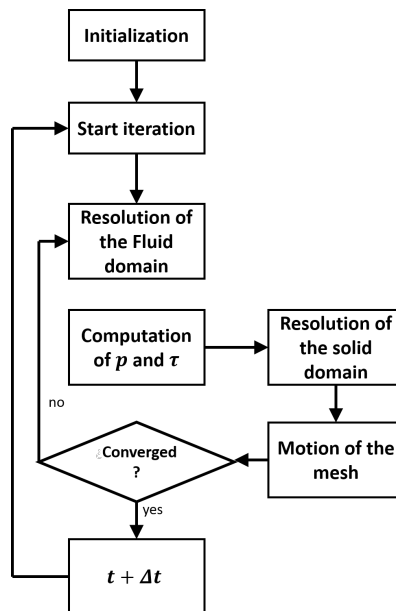 Initialization
Start iteration
Resolution of
the Fluid
domain
Computation
of p and τ
Resolution of
the solid
domain
no
¿Converged
?
Motion of the
mesh
yes
t + Δt